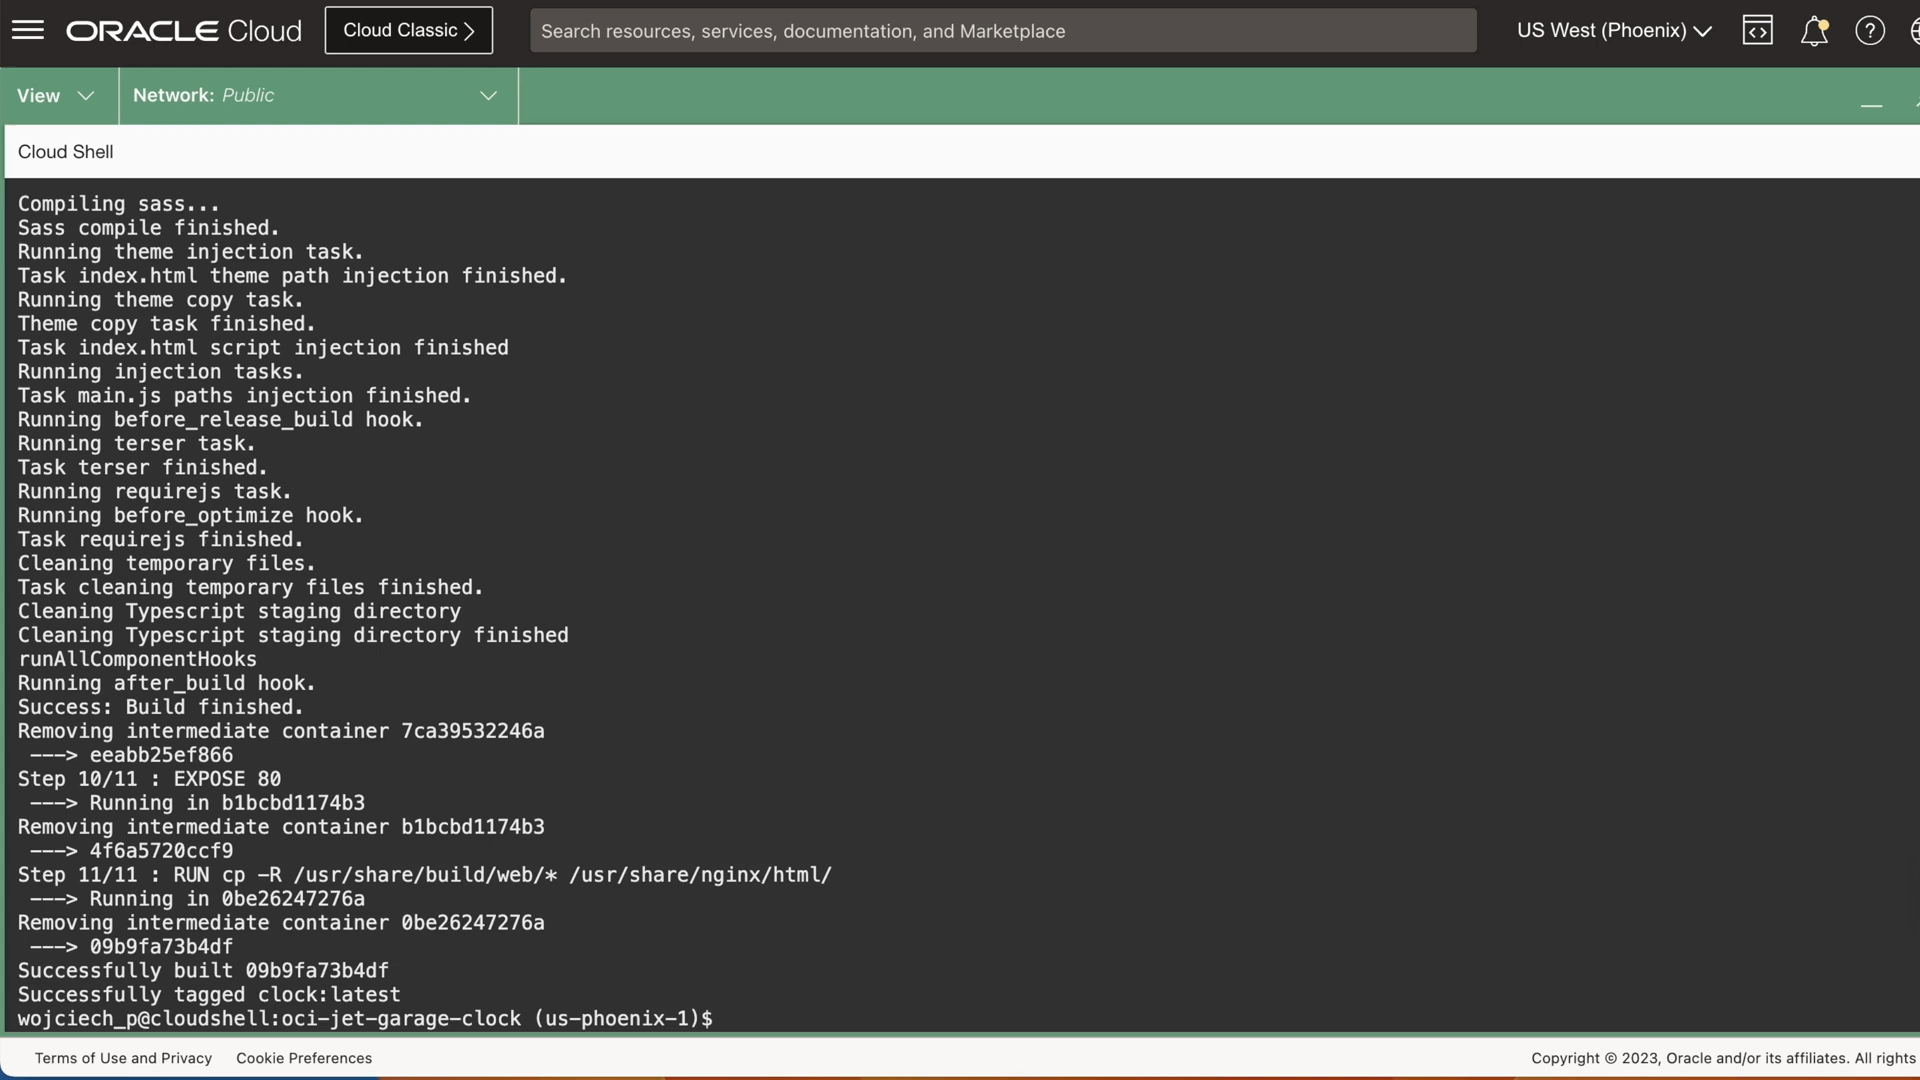 ORACLE Cloud
Cloud Classic
Search resources, services, documentation, and Marketplace
US West (Phoenix)
View
Network: Public
Cloud Shell
Compiling sass...
Sass compile finished.
Running theme injection task.
Task index.html theme path injection finished.
Running theme copy task.
Theme copy task finished.
Task index.html script injection finished
Running injection tasks.
Task main.js paths injection finished.
Running before_release_build hook.
Running terser task.
Task terser finished.
Running requirejs task.
Running before_optimize hook.
Task requirejs finished.
Cleaning temporary files.
Task cleaning temporary files finished.
Cleaning Typescript staging directory
Cleaning Typescript staging directory finished
runAllComponentHooks
Running after_build hook.
Success: Build finished.
Removing intermediate container 7ca39532246a
---> eeabb25ef866
Step 10/11 : EXPOSE 80
---> Running in b1bcbd1174b3
Removing intermediate container b1bcbd1174b3
---> 4f6a5720ccf9
Step 11/11 : RUN cp -R /usr/share/build/web/* /usr/share/nginx/html/
---> Running in 0be26247276a
Removing intermediate container 0be26247276a
---> 09b9fa73b4df
Successfully built 09b9fa73b4df
Successfully tagged clock:latest
wojciech_p@cloudshell:oci-jet-garage-clock (us-phoenix-1)$
Terms of Use and Privacy
Cookie Preferences
Copyright © 2023, Oracle and/or its affiliates. All rights